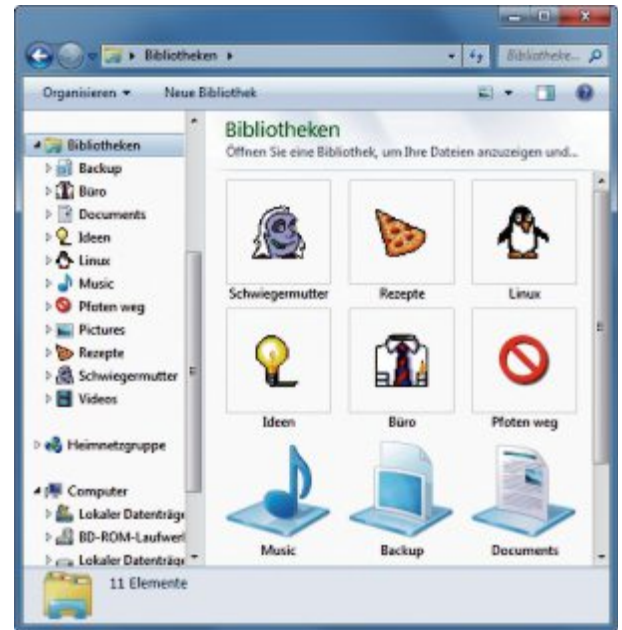 Bibliotheken
Bibliotheke...
Organisieren
Neue Bibliothek
Bibliotheken
Backup
Büro
Documents
Ideen
Linux
Music
Pfoten weg
Pictures
Rezepte
Schwiegermutter
Videos
Heimnetzgruppe
Computer
Lokaler Datenträge
BD-ROM-Laufwerl
Lokaler Datenträge
Bibliotheken
Öffnen Sie eine Bibliothek, um Ihre Dateien anzuzeigen und...
Schwiegermutter
Rezepte
Linux
Ideen
Büro
Pfoten weg
Music
Backup
Documents
11 Elemente